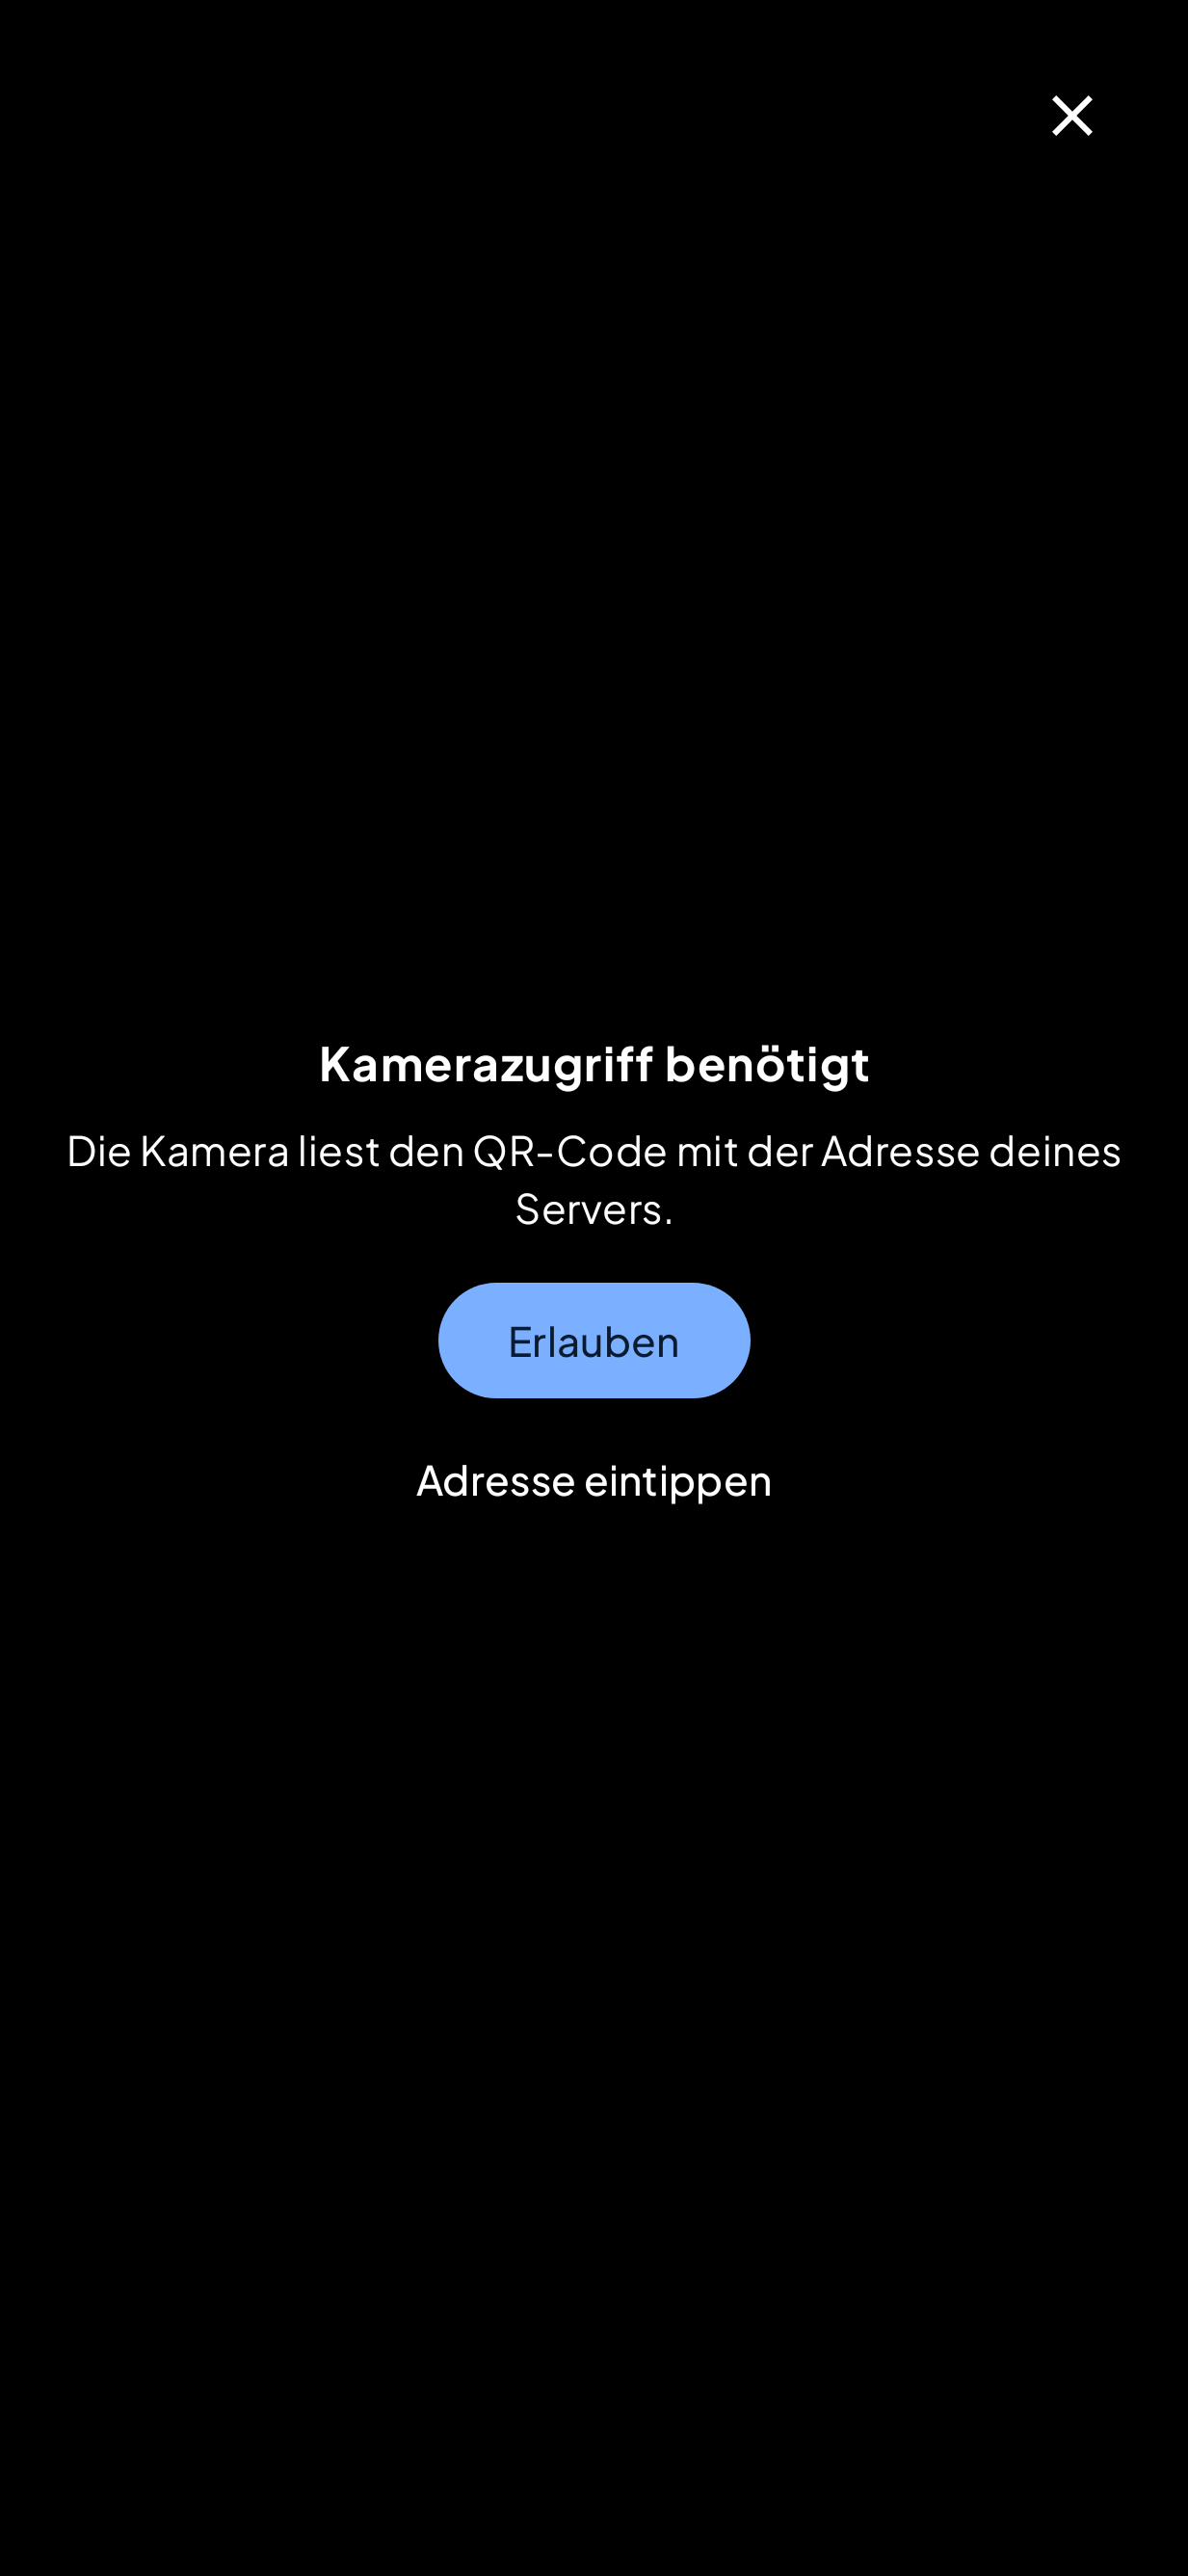 Kamerazugriff benötigt
Die Kamera liest den QR-Code mit der Adresse deines
Servers.
Erlauben
Adresse eintippen